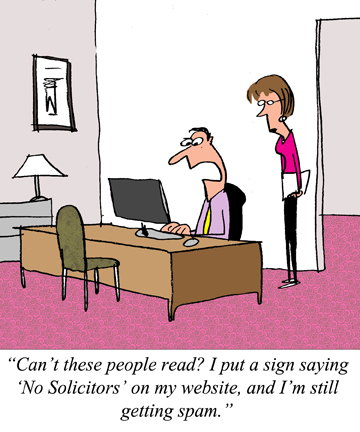 “Can’t these people read? I put a sign saying
‘No Solicitors’ on my website, and I’m still
getting spam.”